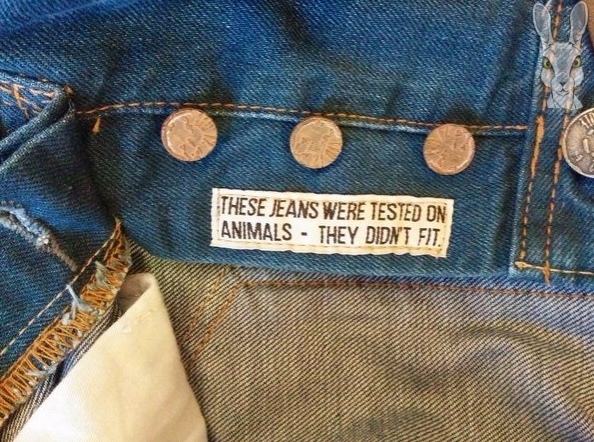 THESE JEANS WERE TESTED ON
ANIMALS - THEY DIDN'T FIT.